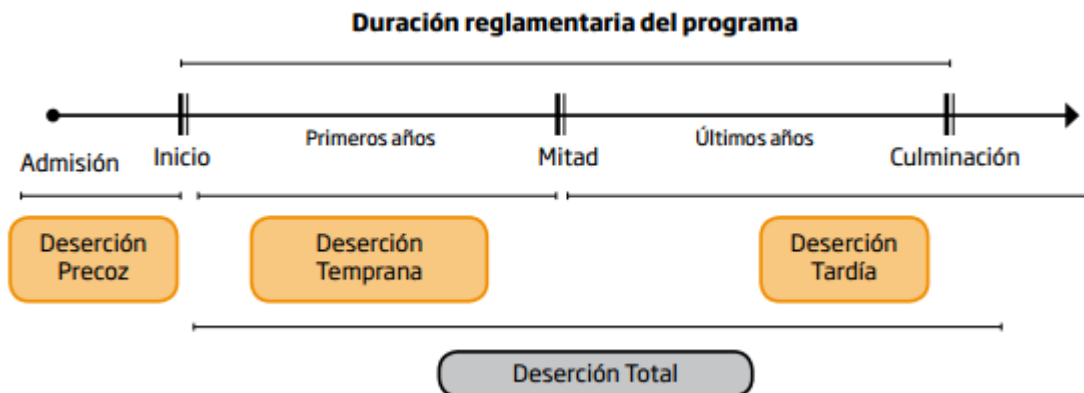 Duración reglamentaria del programa
Primeros años
Últimos años
Admisión
Inicio
Mitad
Culminación
Deserción
Precoz
Deserción
Temprana
Deserción
Tardía
Deserción Total